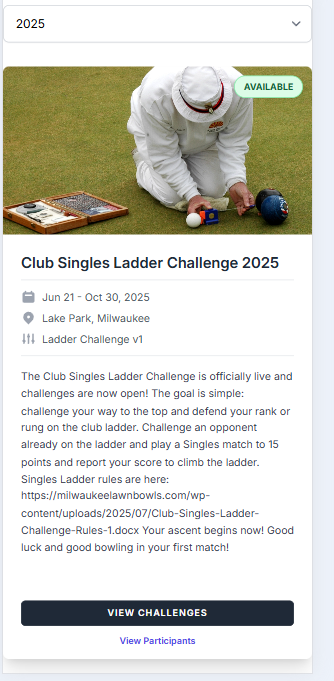 2025
AVAILABLE
Club Singles Ladder Challenge 2025
Jun 21 - Oct 30, 2025
Lake Park, Milwaukee
Ladder Challenge v1
The Club Singles Ladder Challenge is officially live and
challenges are now open! The goal is simple:
challenge your way to the top and defend your rank or
rung on the club ladder. Challenge an opponent
already on the ladder and play a Singles match to 15
points and report your score to climb the ladder.
Singles Ladder rules are here:
https://milwaukeelawnbowls.com/wp-
content/uploads/2025/07/Club-Singles-Ladder-
Challenge-Rules-1.docx Your ascent begins now! Good
luck and good bowling in your first match!
VIEW CHALLENGES
View Participants